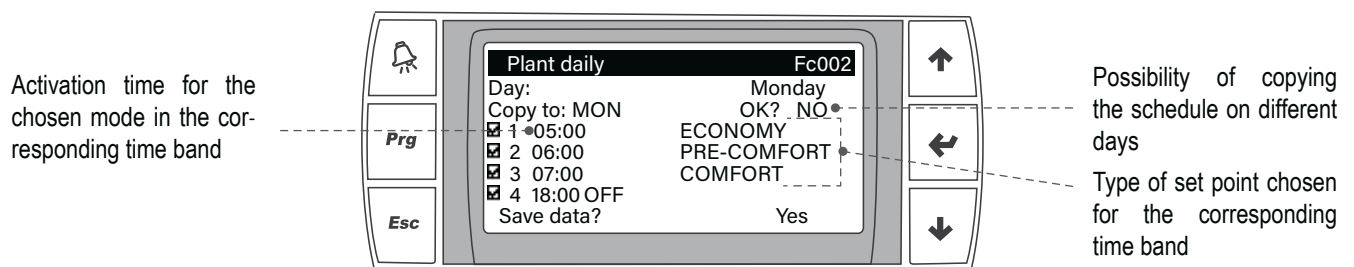 Activation time for the
chosen mode in the cor-
responding time band
Prg
Esc
Plant daily Fc002
Day: Monday
Copy to: MON OK? NO
1 05:00 ECONOMY
2 06:00 PRE-COMFORT
3 07:00 COMFORT
4 18:00 OFF
Save data? Yes
Possibility of copying
the schedule on different
days
Type of set point chosen
for the corresponding
time band